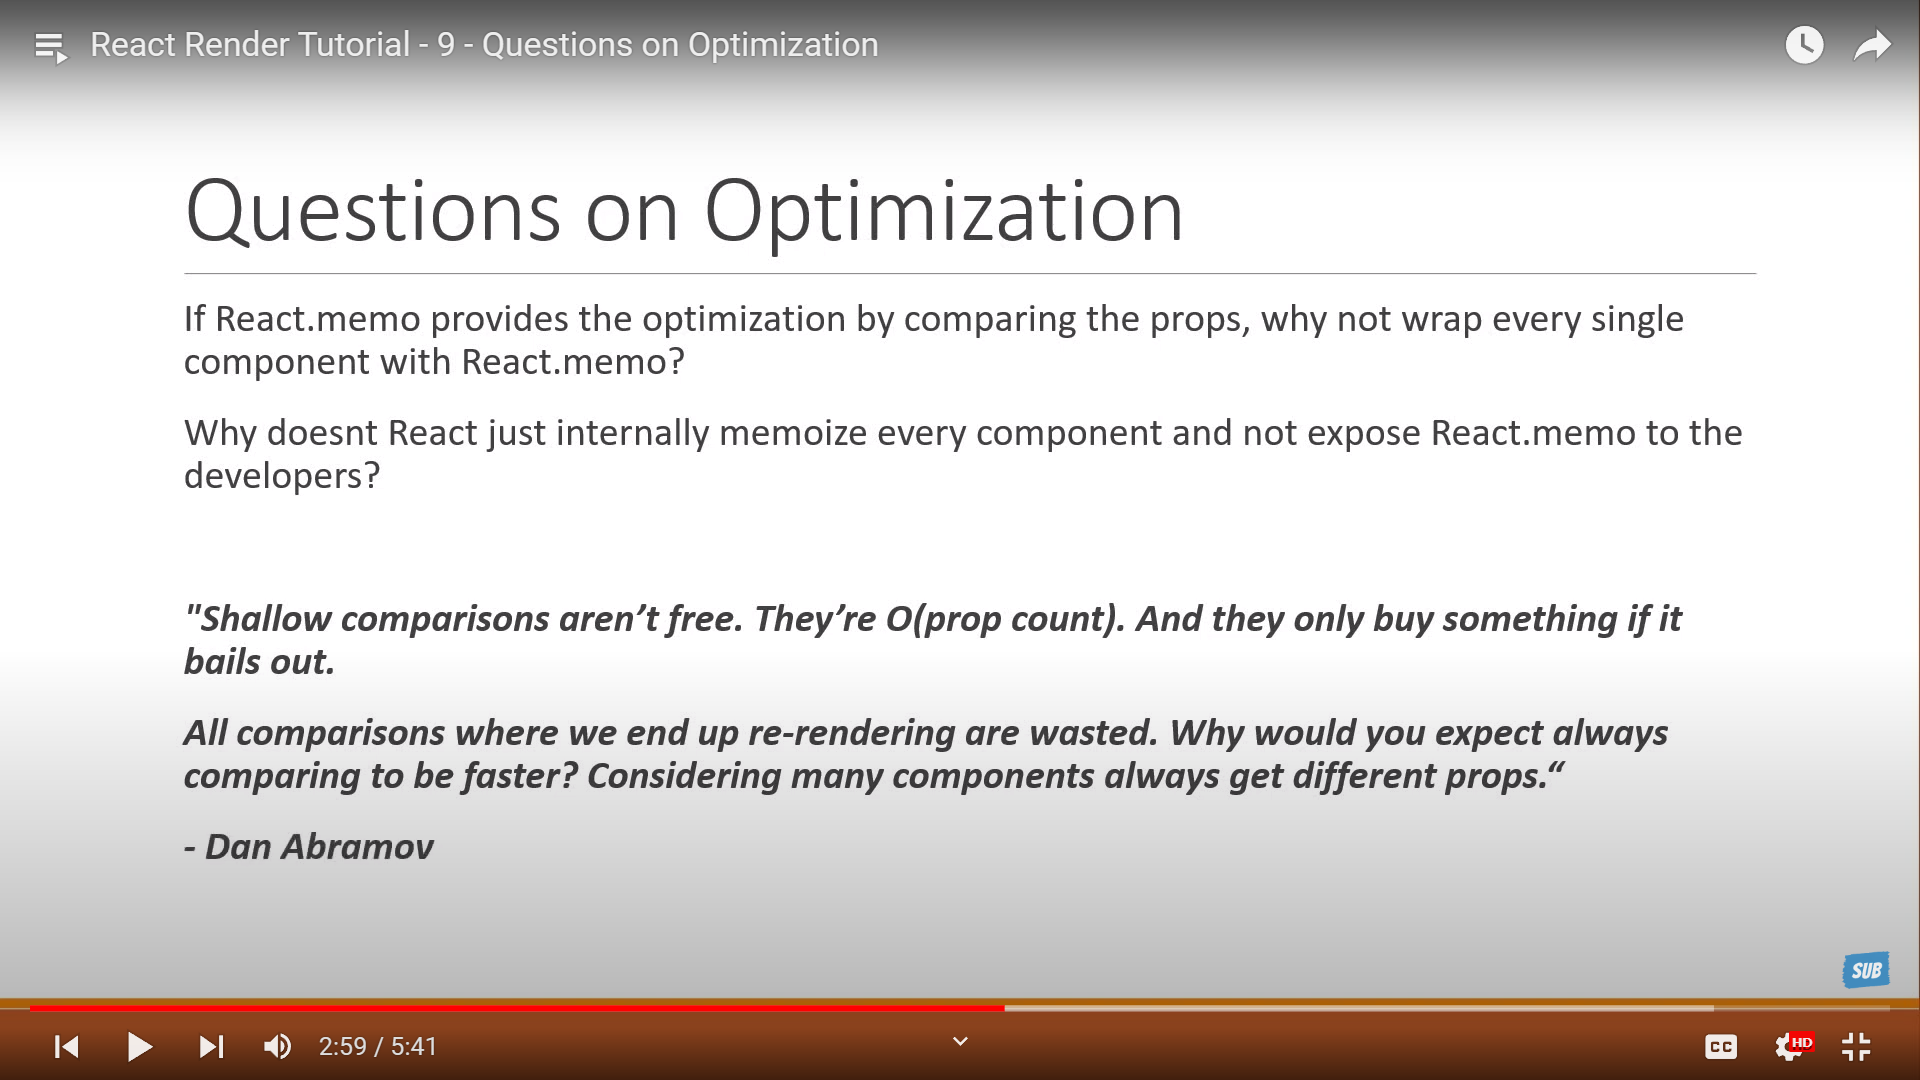 React Render Tutorial - 9 - Questions on Optimization
Questions on Optimization
If React.memo provides the optimization by comparing the props, why not wrap every single
component with React.memo?
Why doesnt React just internally memoize every component and not expose React.memo to the
developers?
"Shallow comparisons aren’t free. They’re O(prop count). And they only buy something if it
bails out.
All comparisons where we end up re-rendering are wasted. Why would you expect always
comparing to be faster? Considering many components always get different props.“
- Dan Abramov
SUB
2:59 / 5:41
CC
HD